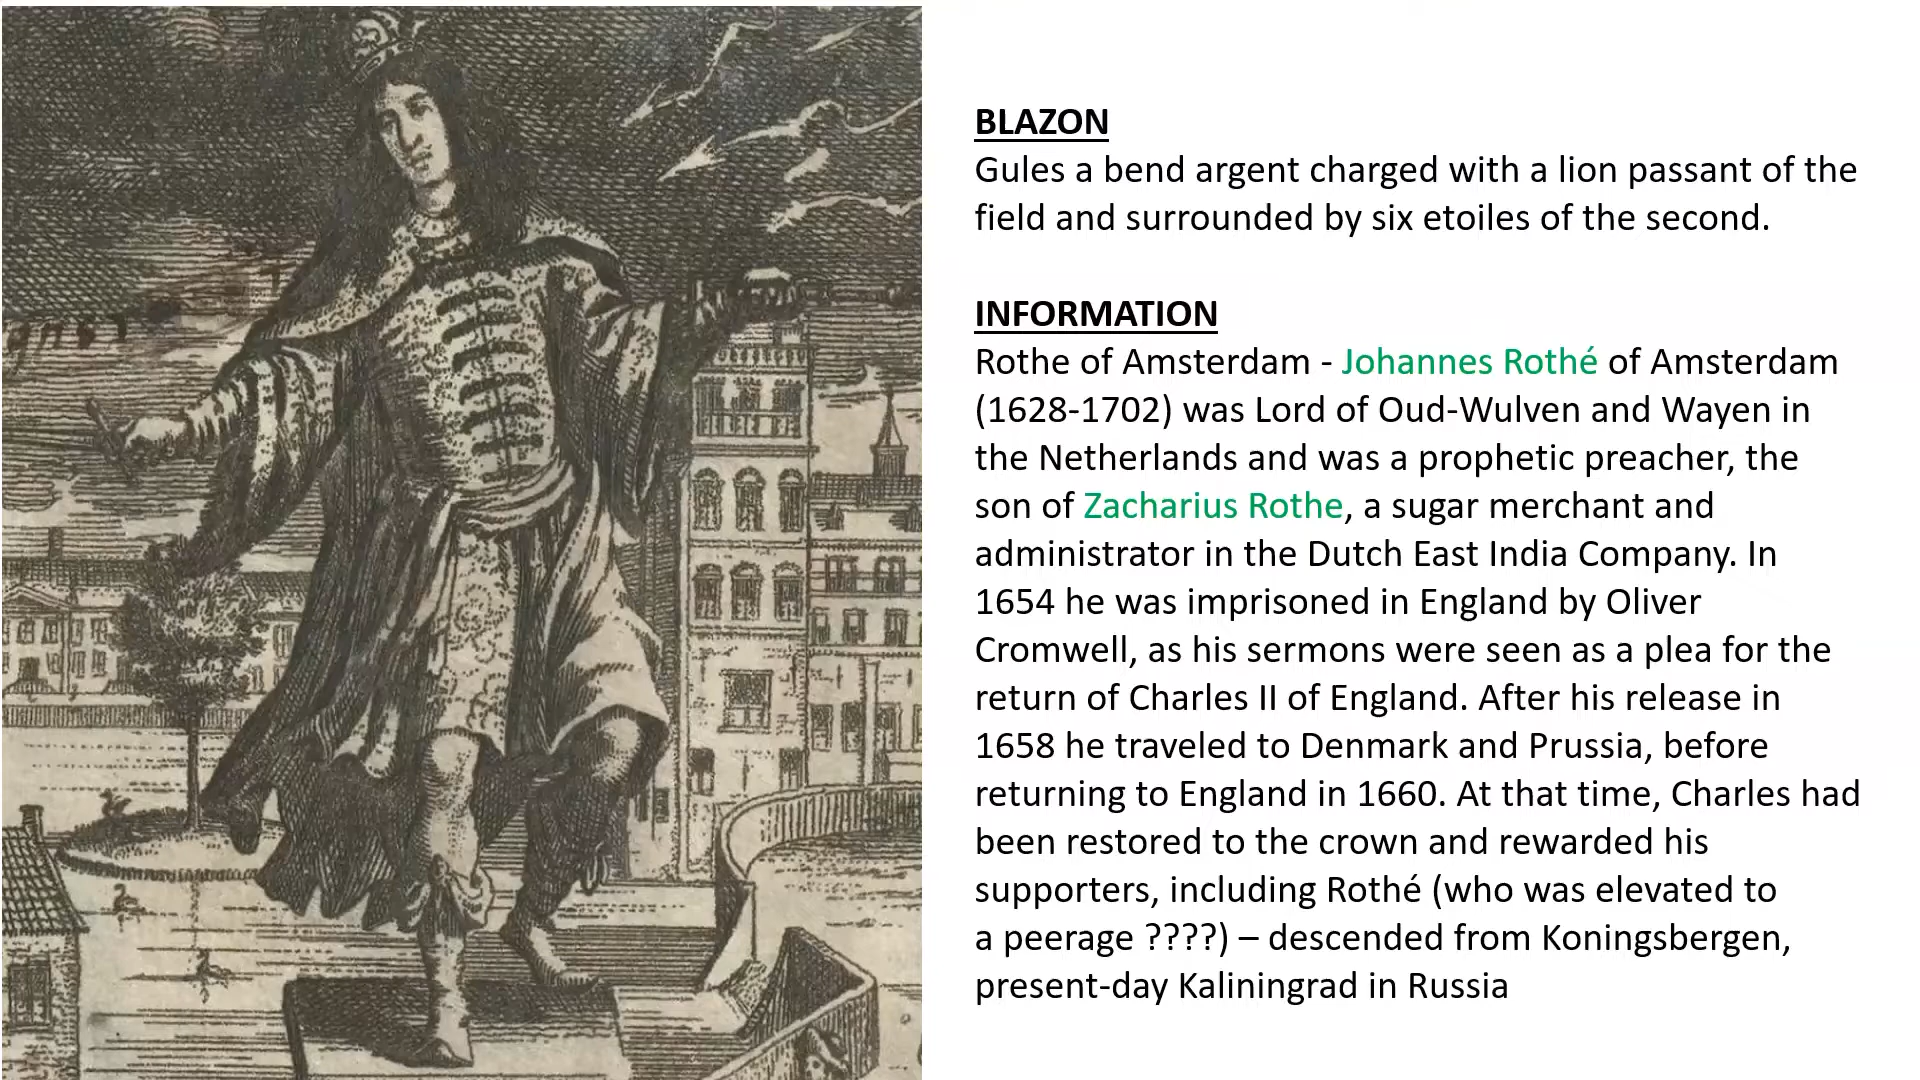 BLAZON
Gules a bend argent charged with a lion passant of the
field and surrounded by six etoiles of the second.
INFORMATION
Rothe of Amsterdam - Johannes Rothé of Amsterdam
(1628-1702) was Lord of Oud-Wulven and Wayen in
the Netherlands and was a prophetic preacher, the
son of Zacharius Rothe, a sugar merchant and
administrator in the Dutch East India Company. In
1654 he was imprisoned in England by Oliver
Cromwell, as his sermons were seen as a plea for the
return of Charles II of England. After his release in
1658 he traveled to Denmark and Prussia, before
returning to England in 1660. At that time, Charles had
been restored to the crown and rewarded his
supporters, including Rothé (who was elevated to
a peerage ????) – descended from Koningsbergen,
present-day Kaliningrad in Russia